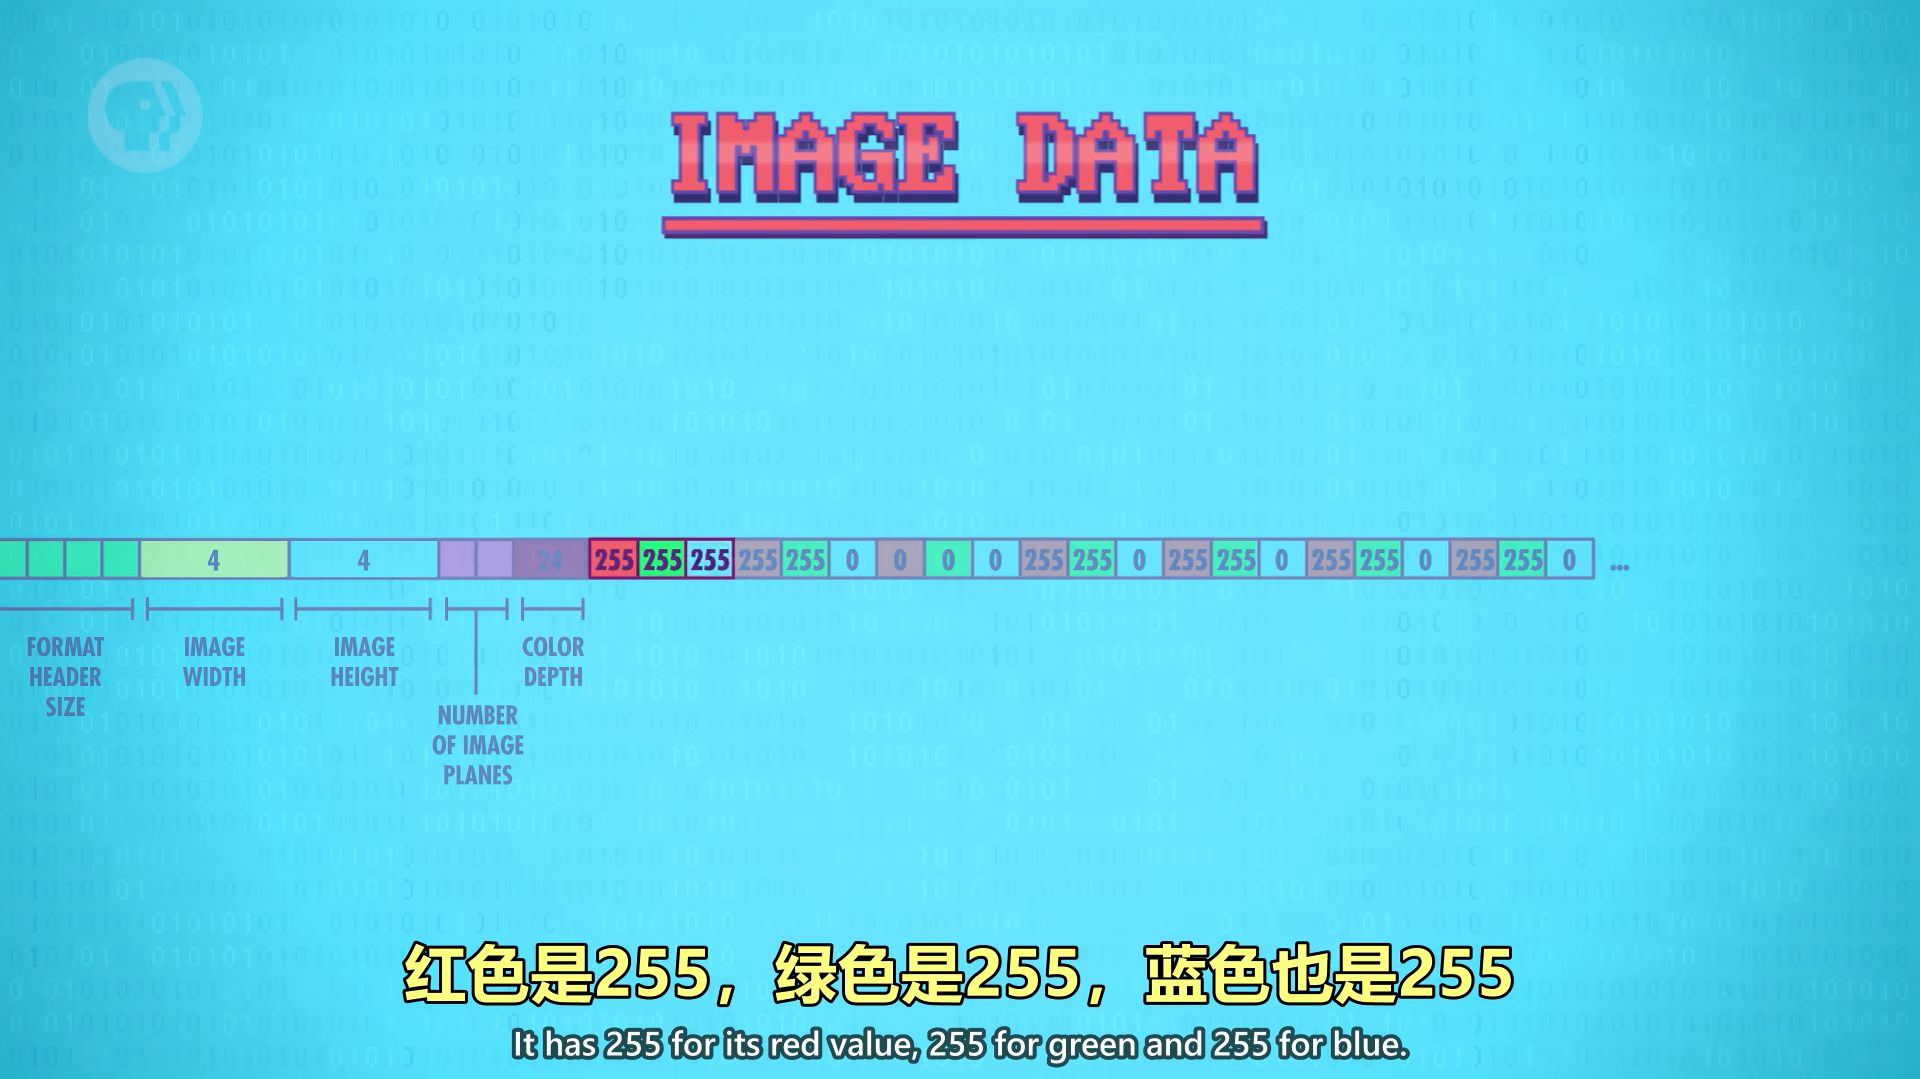 IMAGE DATA
4 4 24 255 255 255 255 255 0 0 0 0 255 255 0 255 255 0 255 255 0 255 255 0 ...
FORMAT
HEADER
SIZE
IMAGE
WIDTH
IMAGE
HEIGHT
NUMBER
OF IMAGE
PLANES
COLOR
DEPTH
红色是255，绿色是255，蓝色也是255
It has 255 for its red value, 255 for green and 255 for blue.